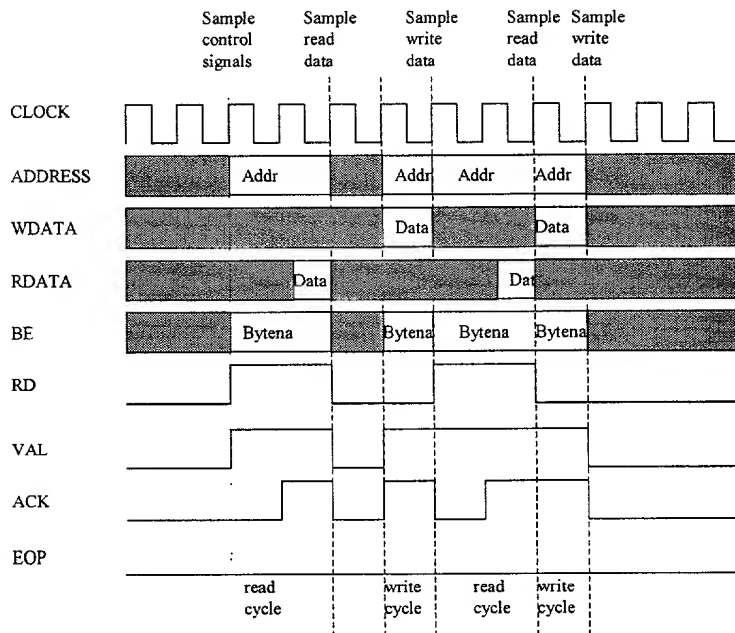 Sample Sample Sample Sample Sample
control read write read write
signals data data data data
CLOCK
ADDRESS Addr Addr Addr Addr
WDATA Data Data
RDATA Data Dat
BE Bytena Bytena Bytena Bytena
RD
VAL
ACK
EOP
read write read write
cycle cycle cycle cycle